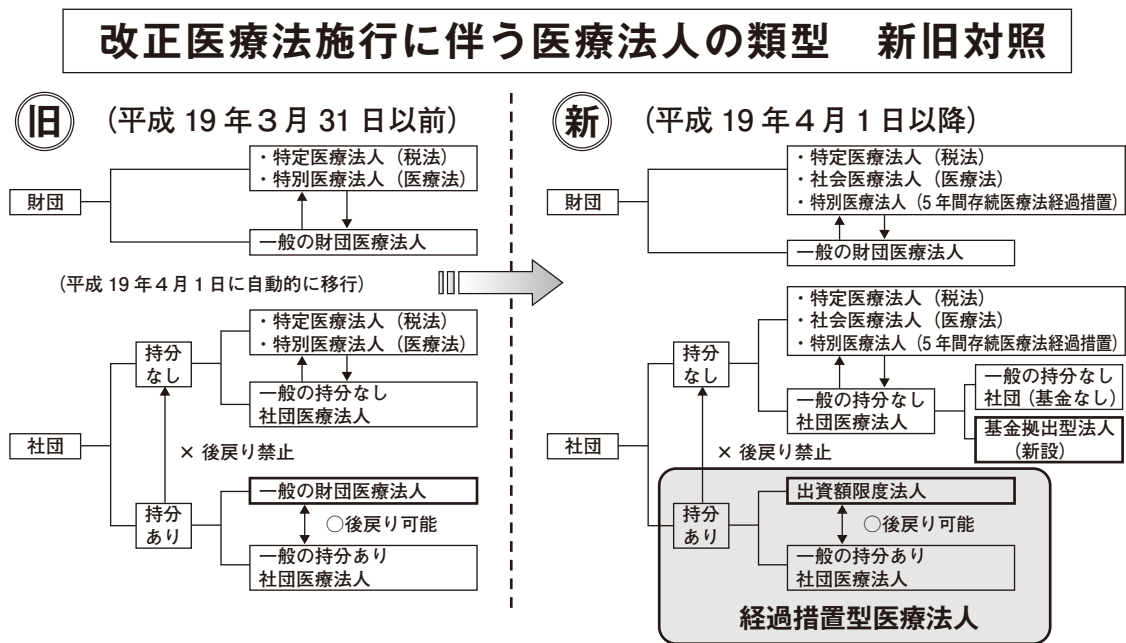 改正医療法施行に伴う医療法人の類型　新旧対照
旧
（平成 19 年３月 31 日以前）
財団
・特定医療法人（税法）
・特別医療法人（医療法）
一般の財団医療法人
（平成 19 年４月１日に自動的に移行）
社団
持分
なし
・特定医療法人（税法）
・特別医療法人（医療法）
一般の持分なし
社団医療法人
× 後戻り禁止
持分
あり
一般の財団医療法人
○後戻り可能
一般の持分あり
社団医療法人
新
（平成 19 年４月１日以降）
財団
・特定医療法人（税法）
・社会医療法人（医療法）
・特別医療法人（５年間存続医療法経過措置）
一般の財団医療法人
社団
持分
なし
・特定医療法人（税法）
・社会医療法人（医療法）
・特別医療法人（５年間存続医療法経過措置）
一般の持分なし
社団医療法人
一般の持分なし
社団（基金なし）
基金拠出型法人
（新設）
× 後戻り禁止
持分
あり
出資額限度法人
○後戻り可能
一般の持分あり
社団医療法人
経過措置型医療法人